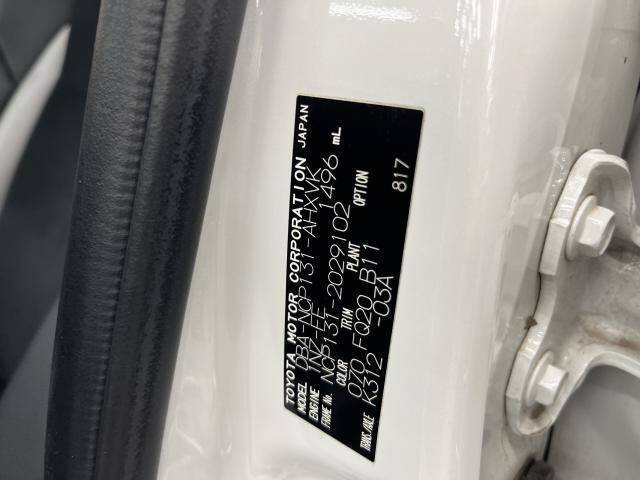 TOYOTA MOTOR CORPORATION JAPAN
MODEL DBA-NCP131-AHXVK
ENGINE 1NZ-FE 1496 mL
FRAME No. NCP131-2029102
COLOR TRIM PLANT OPTION
070 FQ20 B11 817
TRANS/AXLE K312 -03A